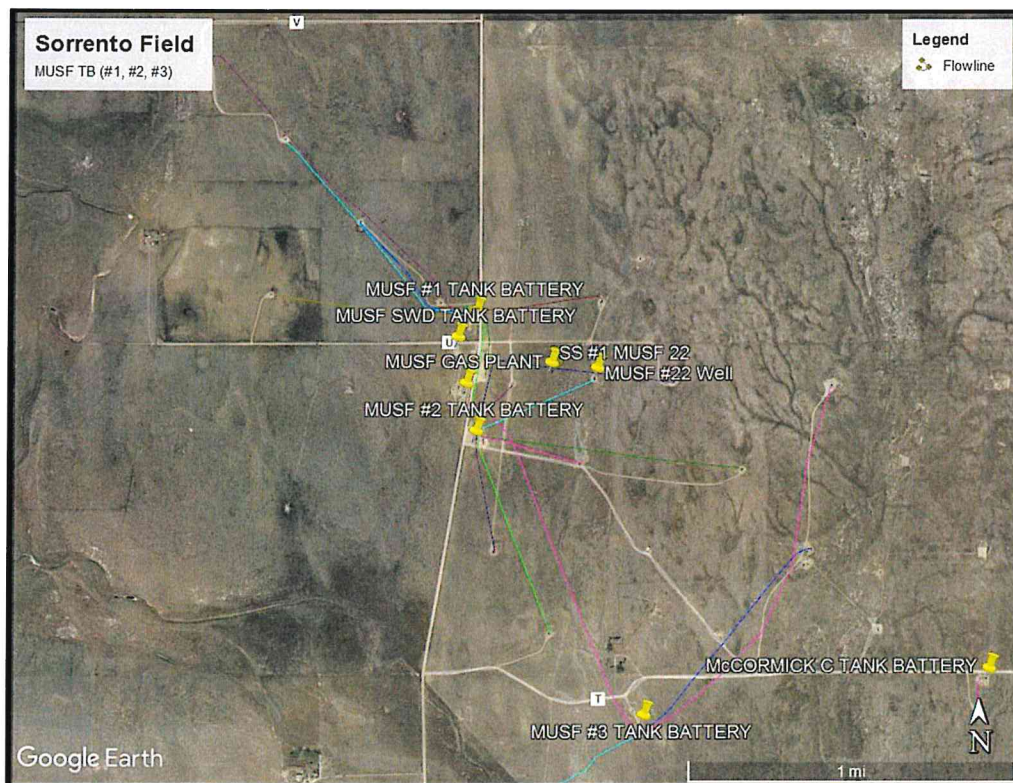 Sorrento Field
MUSF TB (#1, #2, #3)
V
Legend
Flowline
MUSF #1 TANK BATTERY
MUSF SWD TANK BATTERY
U
MUSF GAS PLANT
SS #1 MUSF 22
MUSF #22 Well
MUSF #2 TANK BATTERY
McCORMICK C TANK BATTERY
T
MUSF #3 TANK BATTERY
N
Google Earth
1 mi